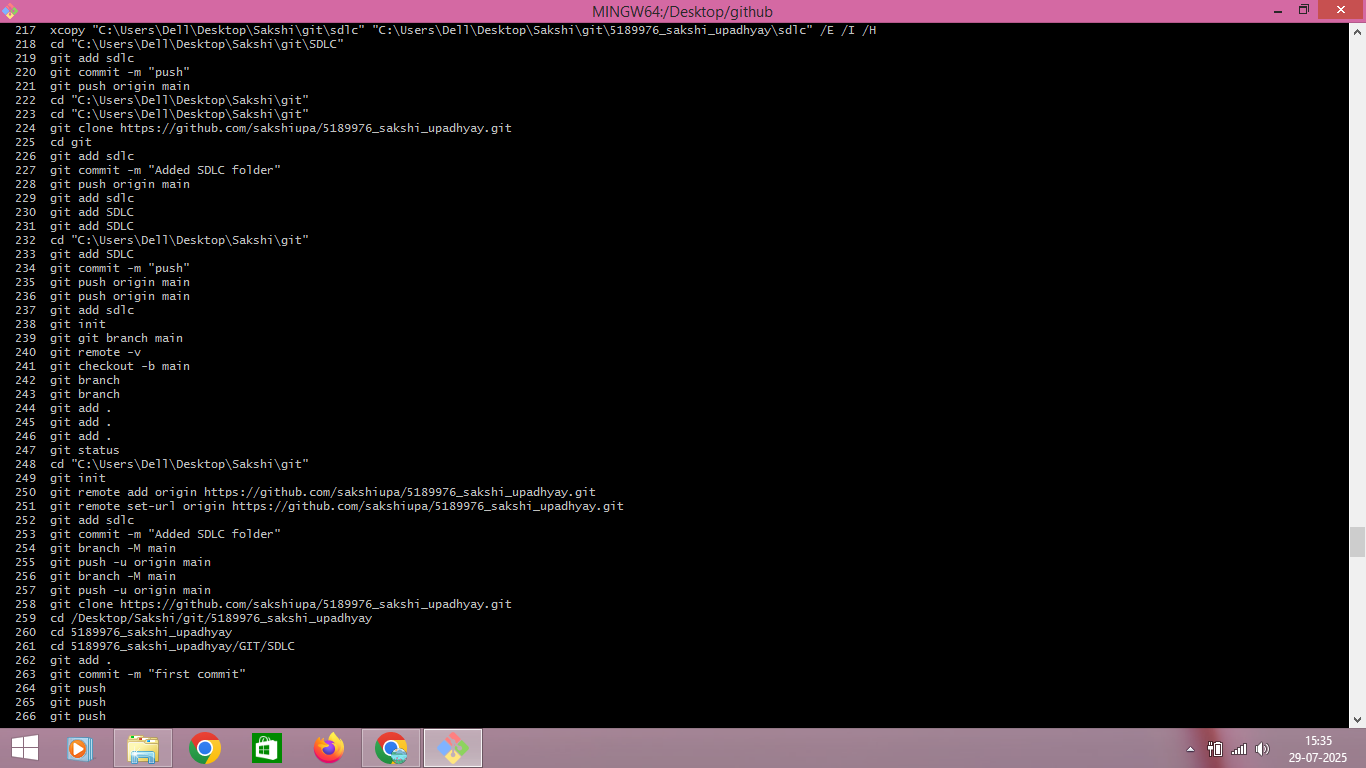 MINGW64:/Desktop/github
217 xcopy "C:\Users\Dell\Desktop\Sakshi\git\sdlc" "C:\Users\Dell\Desktop\Sakshi\git\5189976_sakshi_upadhyay\sdlc" /E /I /H
218 cd "C:\Users\Dell\Desktop\Sakshi\git\SDLC"
219 git add sdlc
220 git commit -m "push"
221 git push origin main
222 cd "C:\Users\Dell\Desktop\Sakshi\git"
223 cd "C:\Users\Dell\Desktop\Sakshi\git"
224 git clone https://github.com/sakshiupa/5189976_sakshi_upadhyay.git
225 cd git
226 git add sdlc
227 git commit -m "Added SDLC folder"
228 git push origin main
229 git add sdlc
230 git add SDLC
231 git add SDLC
232 cd "C:\Users\Dell\Desktop\Sakshi\git"
233 git add SDLC
234 git commit -m "push"
235 git push origin main
236 git push origin main
237 git add sdlc
238 git init
239 git git branch main
240 git remote -v
241 git checkout -b main
242 git branch
243 git branch
244 git add .
245 git add .
246 git add .
247 git status
248 cd "C:\Users\Dell\Desktop\Sakshi\git"
249 git init
250 git remote add origin https://github.com/sakshiupa/5189976_sakshi_upadhyay.git
251 git remote set-url origin https://github.com/sakshiupa/5189976_sakshi_upadhyay.git
252 git add sdlc
253 git commit -m "Added SDLC folder"
254 git branch -M main
255 git push -u origin main
256 git branch -M main
257 git push -u origin main
258 git clone https://github.com/sakshiupa/5189976_sakshi_upadhyay.git
259 cd /Desktop/Sakshi/git/5189976_sakshi_upadhyay
260 cd 5189976_sakshi_upadhyay
261 cd 5189976_sakshi_upadhyay/GIT/SDLC
262 git add .
263 git commit -m "first commit"
264 git push
265 git push
266 git push
15:35
29-07-2025